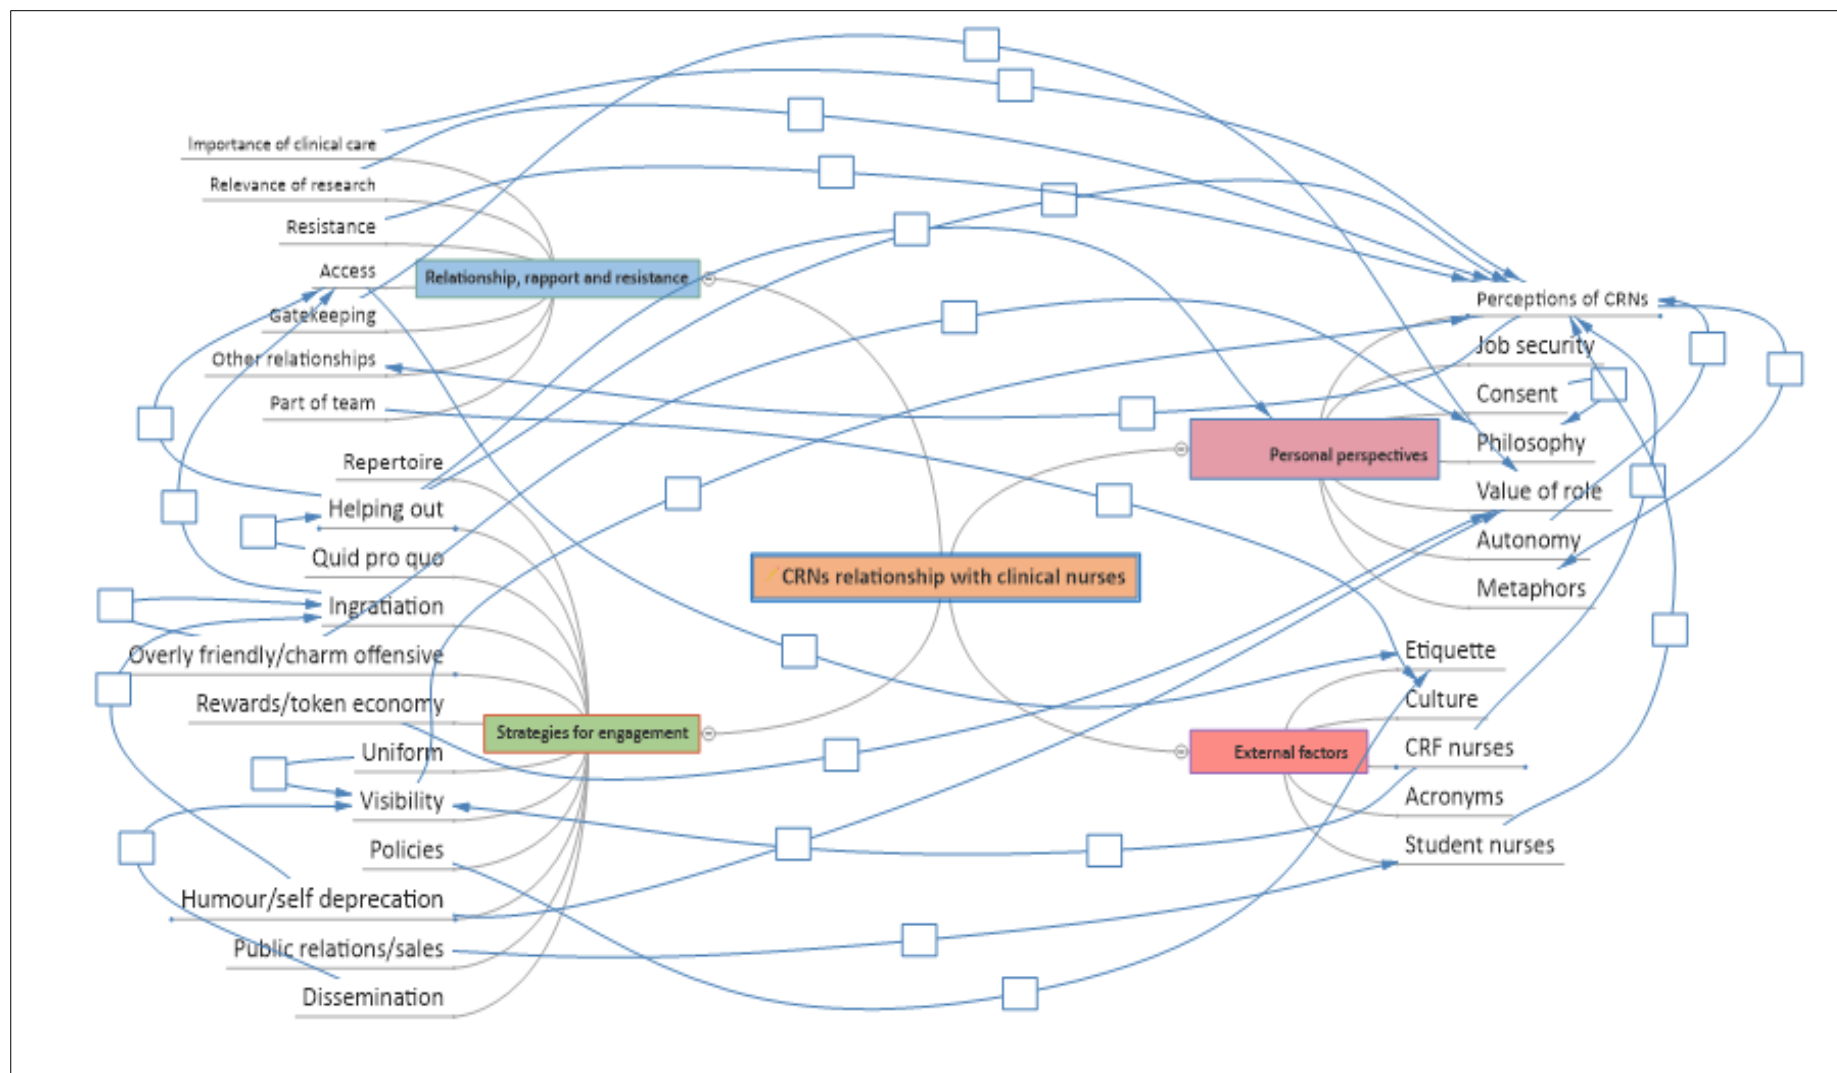 Importance of clinical care
Relevance of research
Resistance
Access
Gatekeeping
Other relationships
Part of team
Relationship, rapport and resistance
Repertoire
Helping out
Quid pro quo
Ingratiation
Overly friendly/charm offensive
Rewards/token economy
Uniform
Visibility
Policies
Humour/self deprecation
Public relations/sales
Dissemination
Strategies for engagement
CRNs relationship with clinical nurses
Personal perspectives
Perceptions of CRNs
Job security
Consent
Philosophy
Value of role
Autonomy
Metaphors
External factors
Etiquette
Culture
CRF nurses
Acronyms
Student nurses